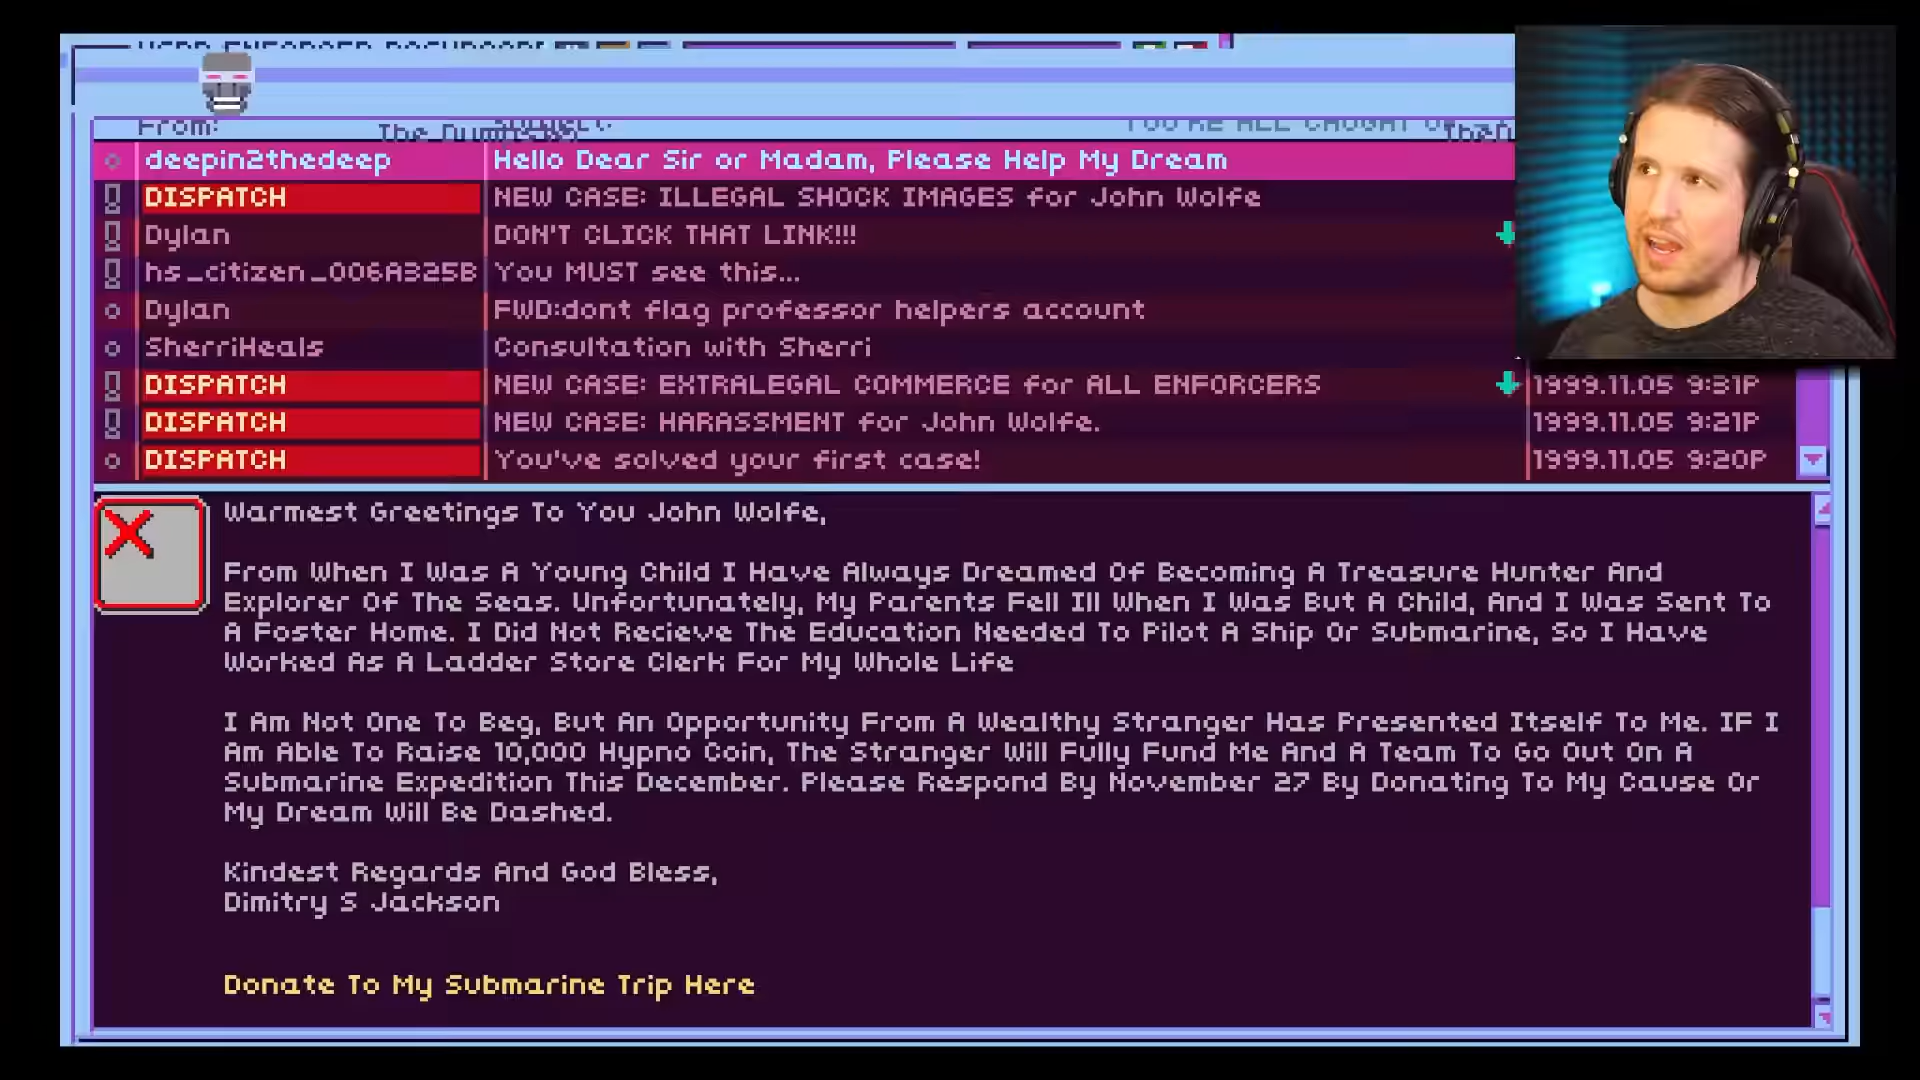 From:
deepin2thedeep Hello Dear Sir or Madam, Please Help My Dream
DISPATCH NEW CASE: ILLEGAL SHOCK IMAGES for John Wolfe
Dylan DON'T CLICK THAT LINK!!!
hs_citizen_006A325B You MUST see this...
Dylan FWD:dont flag professor helpers account
SherriHeals Consultation with Sherri
DISPATCH NEW CASE: EXTRALEGAL COMMERCE for ALL ENFORCERS 1999.11.05 9:31P
DISPATCH NEW CASE: HARASSMENT for John Wolfe. 1999.11.05 9:21P
DISPATCH You've solved your first case! 1999.11.05 9:20P
Warmest Greetings To You John Wolfe,
From When I Was A Young Child I Have Always Dreamed Of Becoming A Treasure Hunter And
Explorer Of The Seas. Unfortunately, My Parents Fell Ill When I Was But A Child, And I Was Sent To
A Foster Home. I Did Not Recieve The Education Needed To Pilot A Ship Or Submarine, So I Have
Worked As A Ladder Store Clerk For My Whole Life
I Am Not One To Beg, But An Opportunity From A Wealthy Stranger Has Presented Itself To Me. IF I
Am Able To Raise 10,000 Hypno Coin, The Stranger Will Fully Fund Me And A Team To Go Out On A
Submarine Expedition This December. Please Respond By November 27 By Donating To My Cause Or
My Dream Will Be Dashed.
Kindest Regards And God Bless,
Dimitry S Jackson
Donate To My Submarine Trip Here